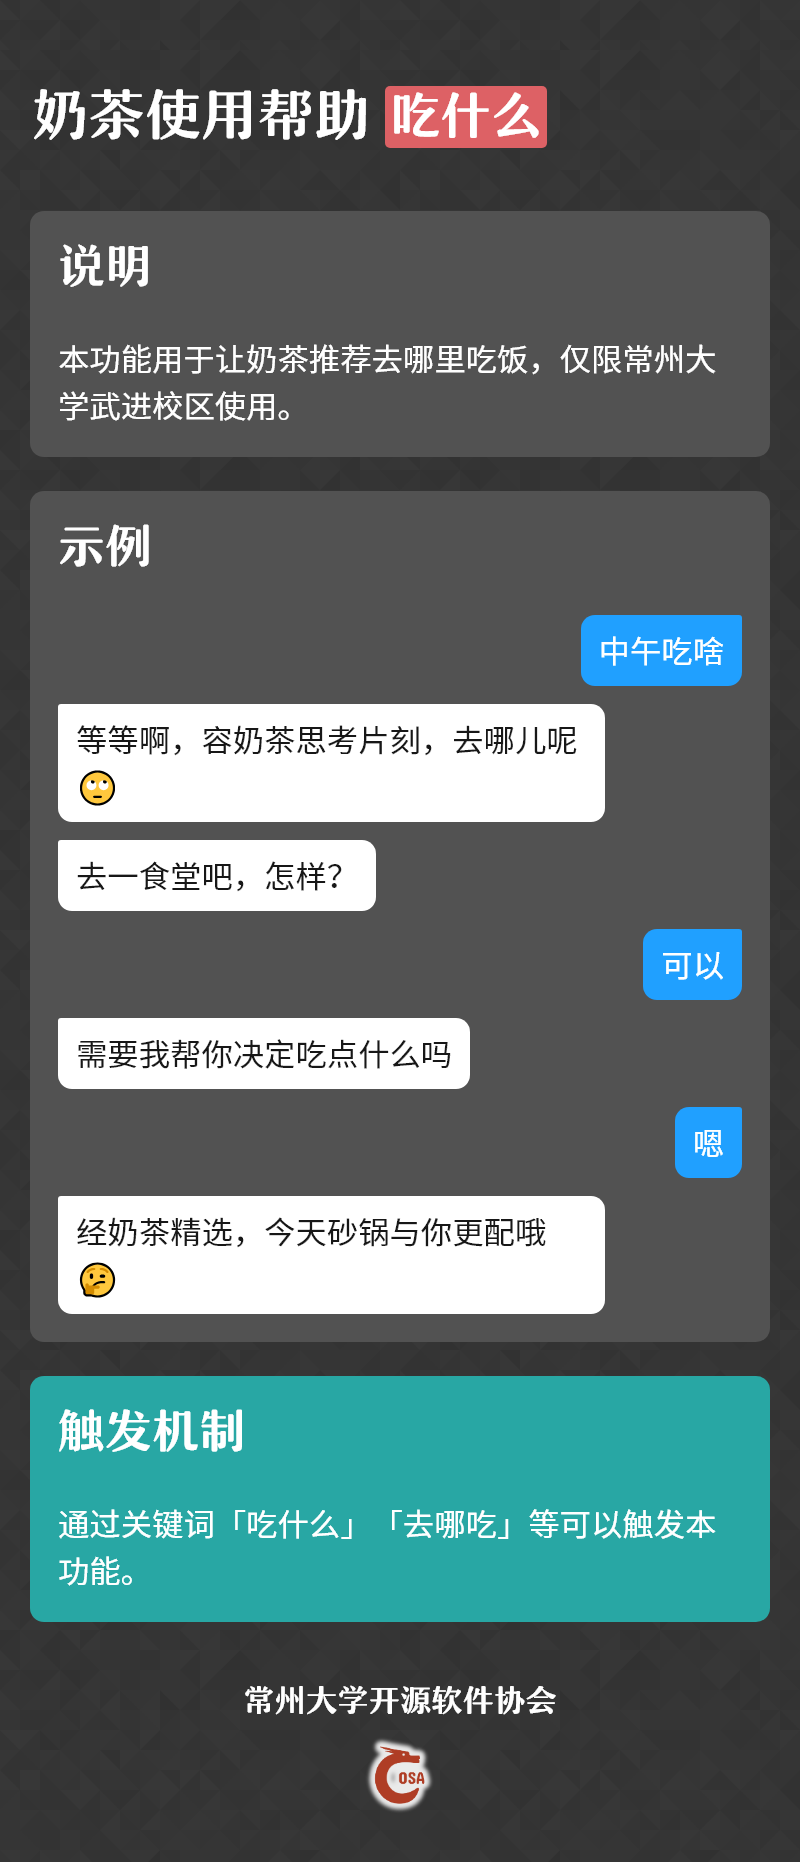 奶茶使用帮助 吃什么
说明
本功能用于让奶茶推荐去哪里吃饭，仅限常州大
学武进校区使用。
示例
中午吃啥
等等啊，容奶茶思考片刻，去哪儿呢
🙄
去一食堂吧，怎样？
可以
需要我帮你决定吃点什么吗
嗯
经奶茶精选，今天砂锅与你更配哦
🤔
触发机制
通过关键词「吃什么」「去哪吃」等可以触发本
功能。
常州大学开源软件协会
OSA